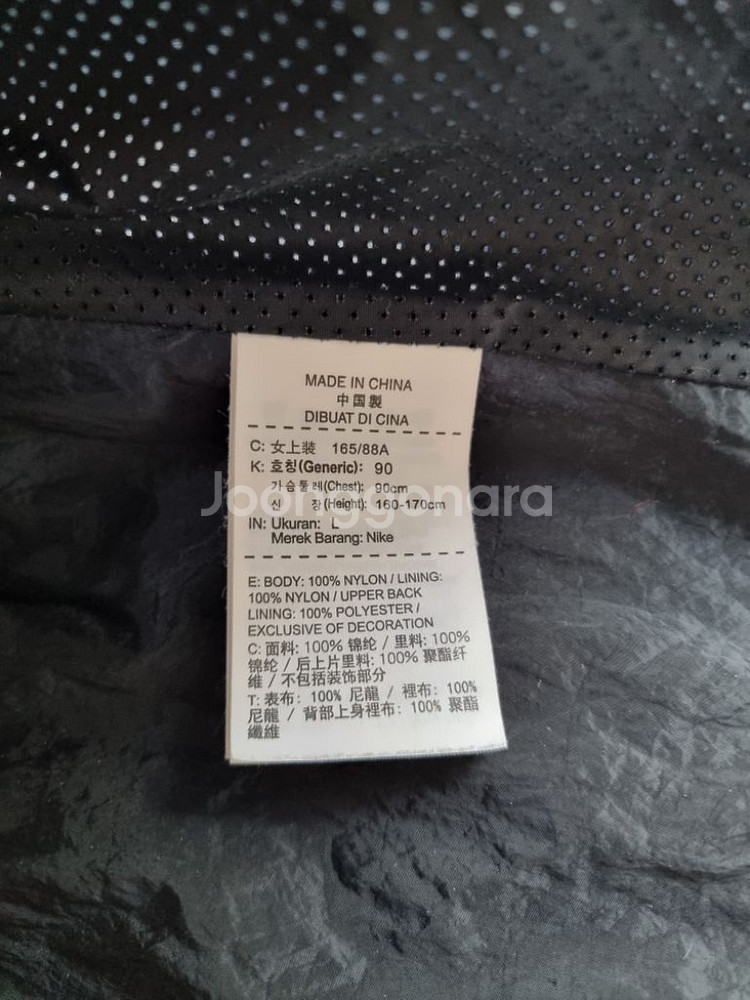 MADE IN CHINA
中国製
DIBUAT DI CINA
C: 女上装 165/88A
K: 호칭(Generic): 90
가슴둘레(Chest): 90cm
신 장(Height): 160-170cm
IN: Ukuran: L
Merek Barang: Nike
Joonggonara
E: BODY: 100% NYLON / LINING:
100% NYLON / UPPER BACK
LINING: 100% POLYESTER /
EXCLUSIVE OF DECORATION
C: 面料: 100% 锦纶 / 里料: 100%
锦纶 / 后上片里料: 100% 聚酯纤
维 / 不包括装饰部分
T: 表布: 100% 尼龍 / 裡布: 100%
尼龍 / 背部上身裡布: 100% 聚酯
纖維